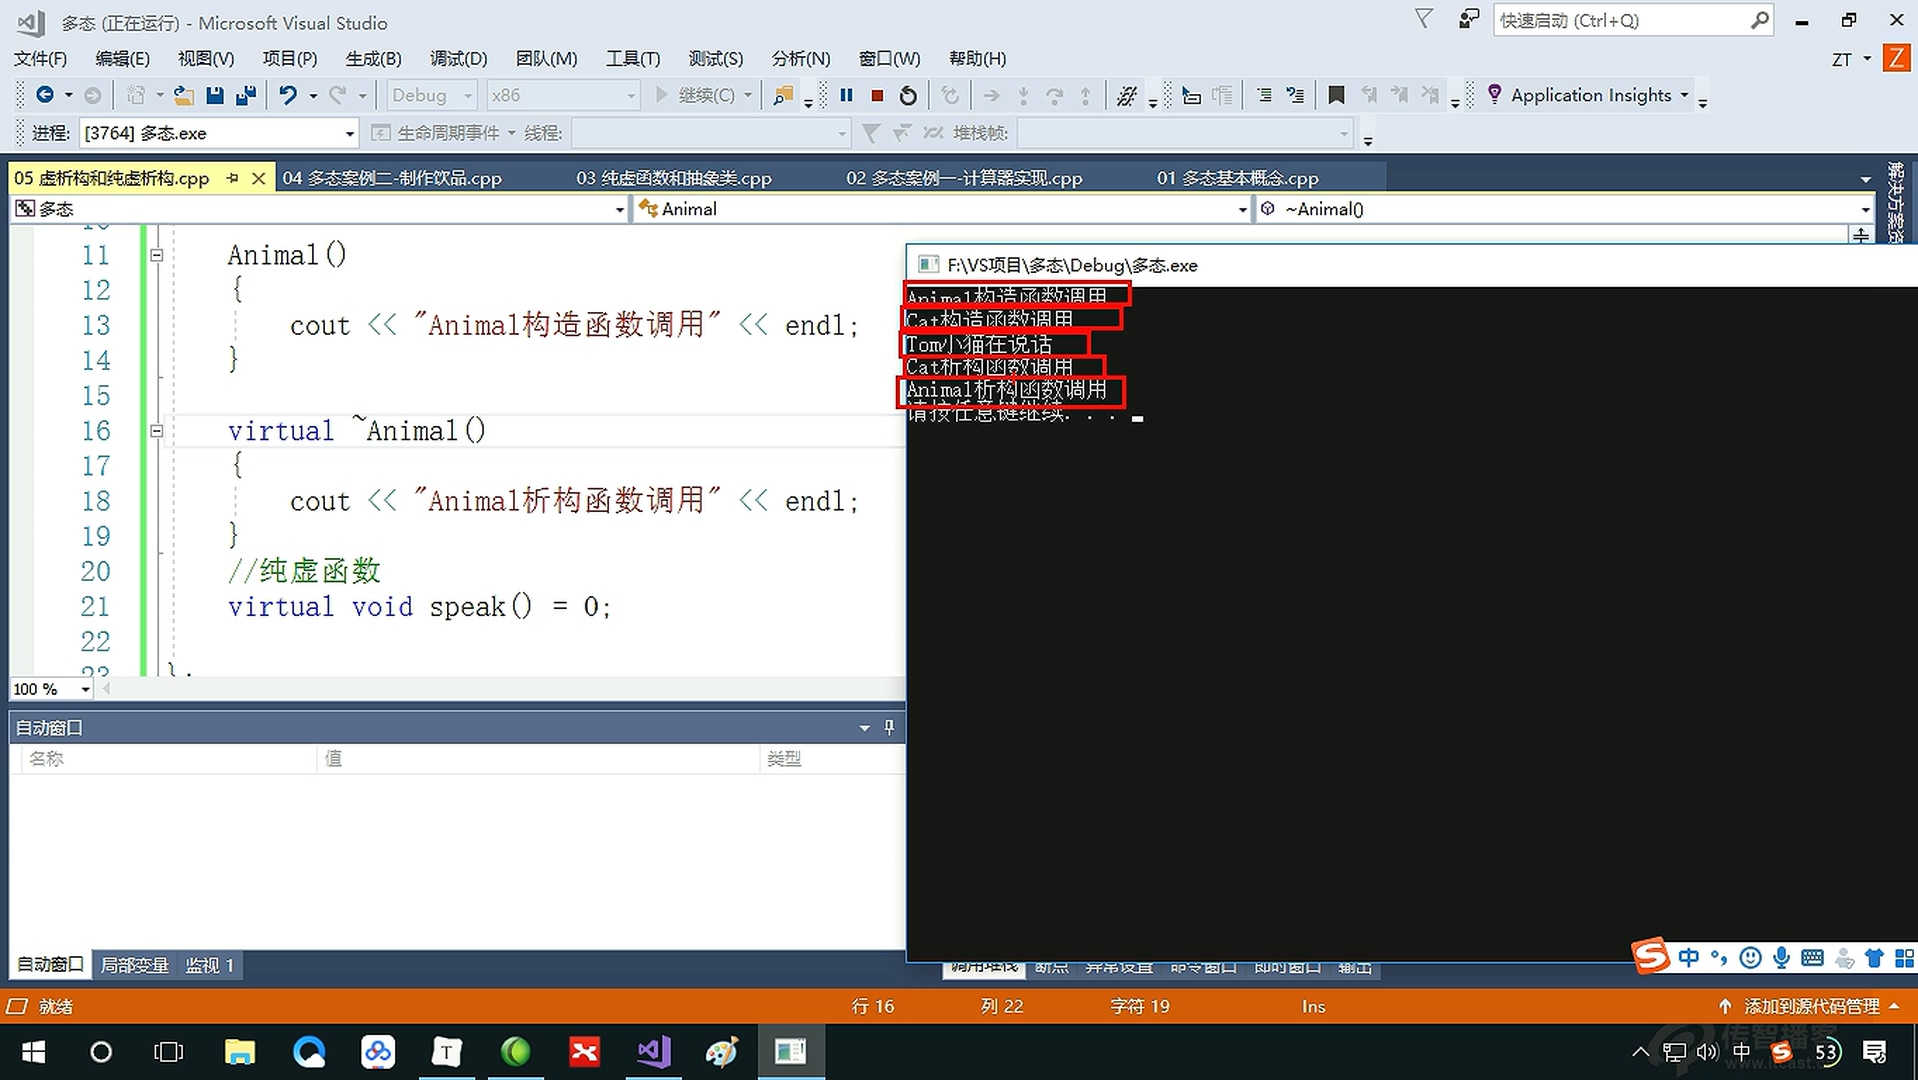 多态 (正在运行) - Microsoft Visual Studio
快速启动 (Ctrl+Q)
文件(F) 编辑(E) 视图(V) 项目(P) 生成(B) 调试(D) 团队(M) 工具(T) 测试(S) 分析(N) 窗口(W) 帮助(H)
ZT Z
Debug x86 继续(C) Application Insights
进程: [3764] 多态.exe 生命周期事件 线程: 堆栈帧:
05 虚析构和纯虚析构.cpp 04 多态案例二-制作饮品.cpp 03 纯虚函数和抽象类.cpp 02 多态案例一-计算器实现.cpp 01 多态基本概念.cpp
多态 Animal ~Animal()
11 Animal()
12 {
13 cout << "Animal构造函数调用" << endl;
14 }
15
16 virtual ~Animal()
17 {
18 cout << "Animal析构函数调用" << endl;
19 }
20 //纯虚函数
21 virtual void speak() = 0;
22
23 };
F:\VS项目\多态\Debug\多态.exe
Animal构造函数调用
Cat构造函数调用
Tom小猫在说话
Cat析构函数调用
Animal析构函数调用
请按任意键继续. . .
100 %
自动窗口
名称 值 类型
自动窗口 局部变量 监视 1
调用堆栈 断点 异常设置 命令窗口 即时窗口 输出
中
就绪 行 16 列 22 字符 19 Ins 添加到源代码管理
T 中 53
传智播客